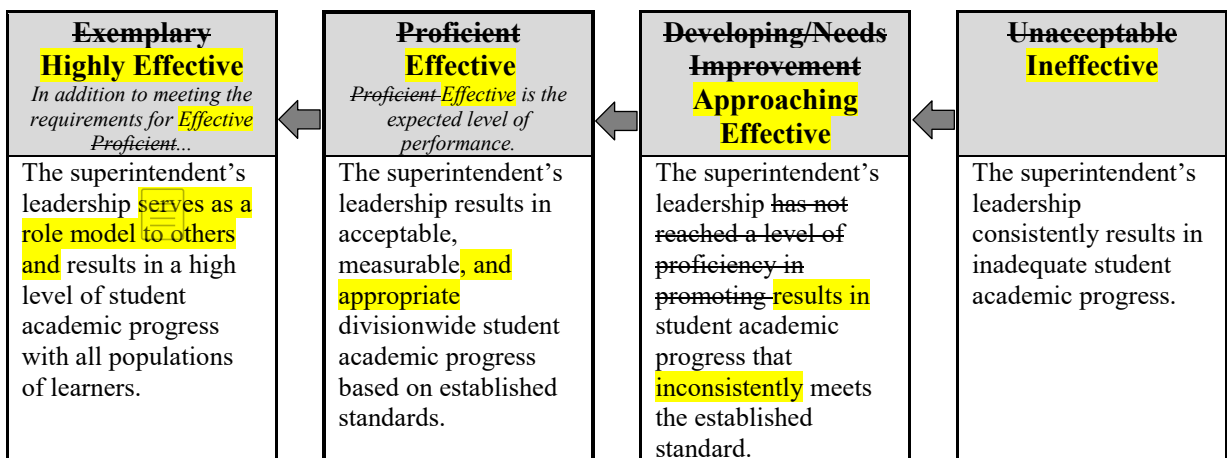 Exemplary
Highly Effective
In addition to meeting the
requirements for Effective
Proficient...
The superintendent’s
leadership serves as a
role model to others
and results in a high
level of student
academic progress
with all populations
of learners.
Proficient
Effective
Proficient Effective is the
expected level of
performance.
The superintendent’s
leadership results in
acceptable,
measurable, and
appropriate
divisionwide student
academic progress
based on established
standards.
Developing/Needs
Improvement
Approaching
Effective
The superintendent’s
leadership has not
reached a level of
proficiency in
promoting results in
student academic
progress that
inconsistently meets
the established
standard.
Unacceptable
Ineffective
The superintendent’s
leadership
consistently results in
inadequate student
academic progress.